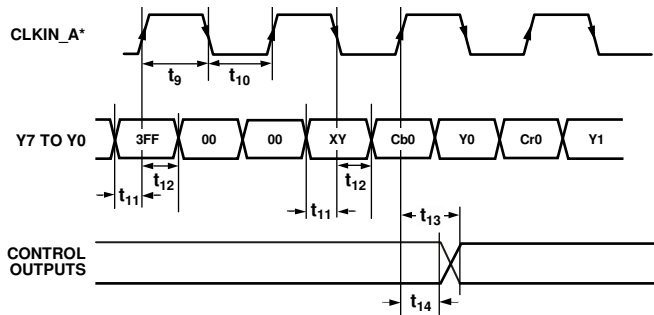 CLKIN_A*
t9 t10
Y7 TO Y0 3FF 00 00 XY Cb0 Y0 Cr0 Y1
t12 t12
t11 t11
t13
CONTROL
OUTPUTS
t14